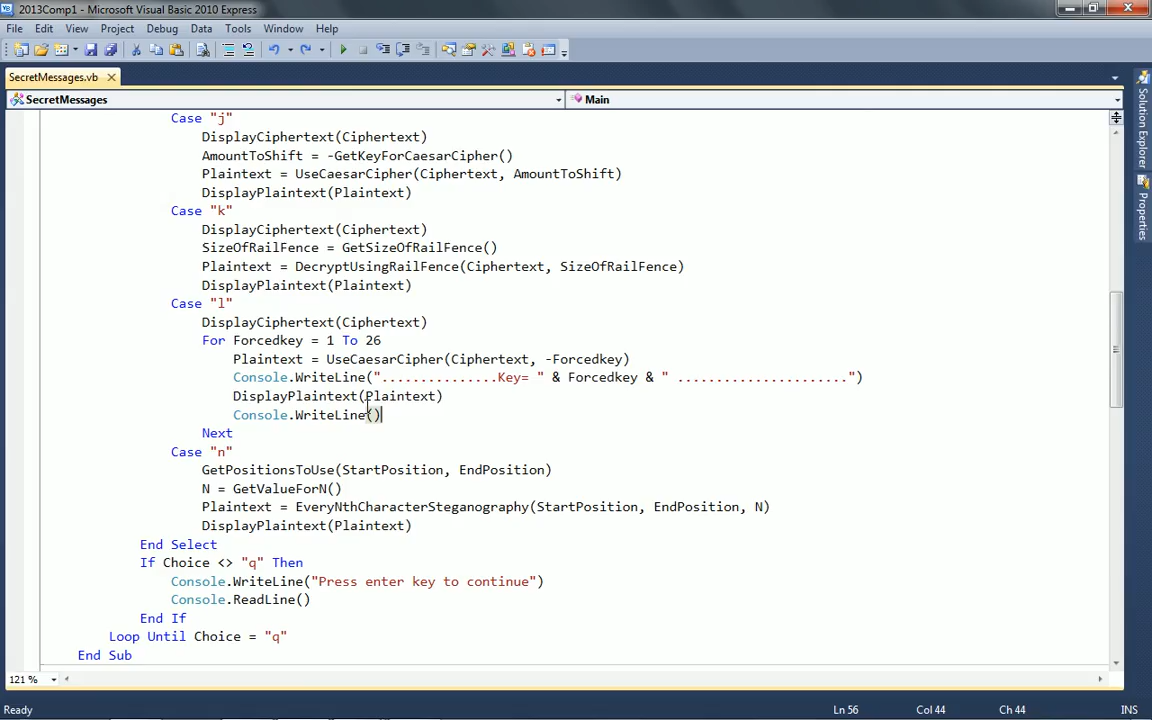 2013Comp1 - Microsoft Visual Basic 2010 Express
File Edit View Project Debug Data Tools Window Help
SecretMessages.vb
SecretMessages Main
Case "j"
DisplayCiphertext(Ciphertext)
AmountToShift = -GetKeyForCaesarCipher()
Plaintext = UseCaesarCipher(Ciphertext, AmountToShift)
DisplayPlaintext(Plaintext)
Case "k"
DisplayCiphertext(Ciphertext)
SizeOfRailFence = GetSizeOfRailFence()
Plaintext = DecryptUsingRailFence(Ciphertext, SizeOfRailFence)
DisplayPlaintext(Plaintext)
Case "l"
DisplayCiphertext(Ciphertext)
For Forcedkey = 1 To 26
Plaintext = UseCaesarCipher(Ciphertext, -Forcedkey)
Console.WriteLine("...............Key= " & Forcedkey & " ......................")
DisplayPlaintext(Plaintext)
Console.WriteLine()
Next
Case "n"
GetPositionsToUse(StartPosition, EndPosition)
N = GetValueForN()
Plaintext = EveryNthCharacterSteganography(StartPosition, EndPosition, N)
DisplayPlaintext(Plaintext)
End Select
If Choice <> "q" Then
Console.WriteLine("Press enter key to continue")
Console.ReadLine()
End If
Loop Until Choice = "q"
End Sub
121 %
Ready Ln 56 Col 44 Ch 44 INS
Solution Explorer
Properties